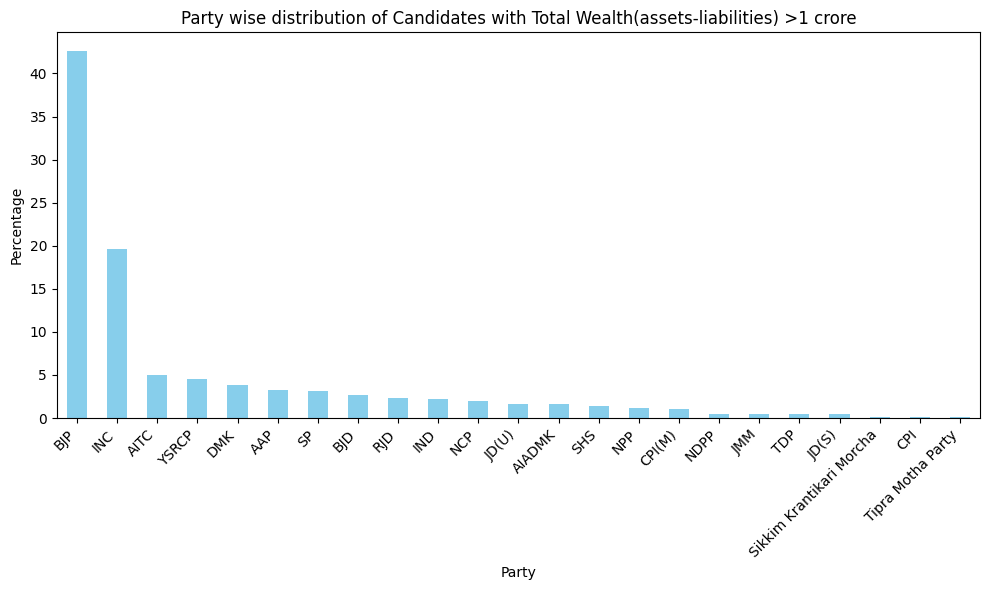 Party wise distribution of Candidates with Total Wealth(assets-liabilities) >1 crore
Percentage
40
35
30
25
20
15
10
5
0
BJP
INC
AITC
YSRCP
DMK
AAP
SP
BJD
RJD
IND
NCP
JD(U)
AIADMK
SHS
NPP
CPI(M)
NDPP
JMM
TDP
JD(S)
Sikkim Krantikari Morcha
CPI
Tipra Motha Party
Party